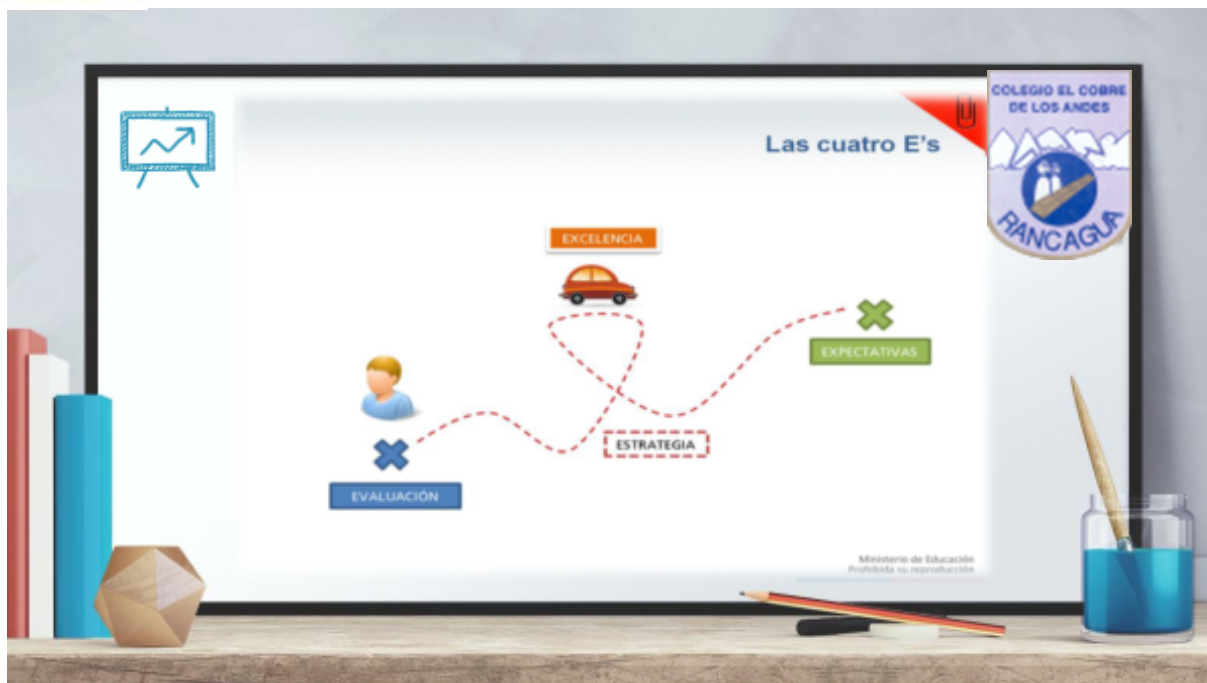 Las cuatro E's
COLEGIO EL COBRE
DE LOS ANDES
RANCAGUA
EXCELENCIA
EXPECTATIVAS
ESTRATEGIA
EVALUACIÓN
Ministerio de Educación
Prohibida su reproducción